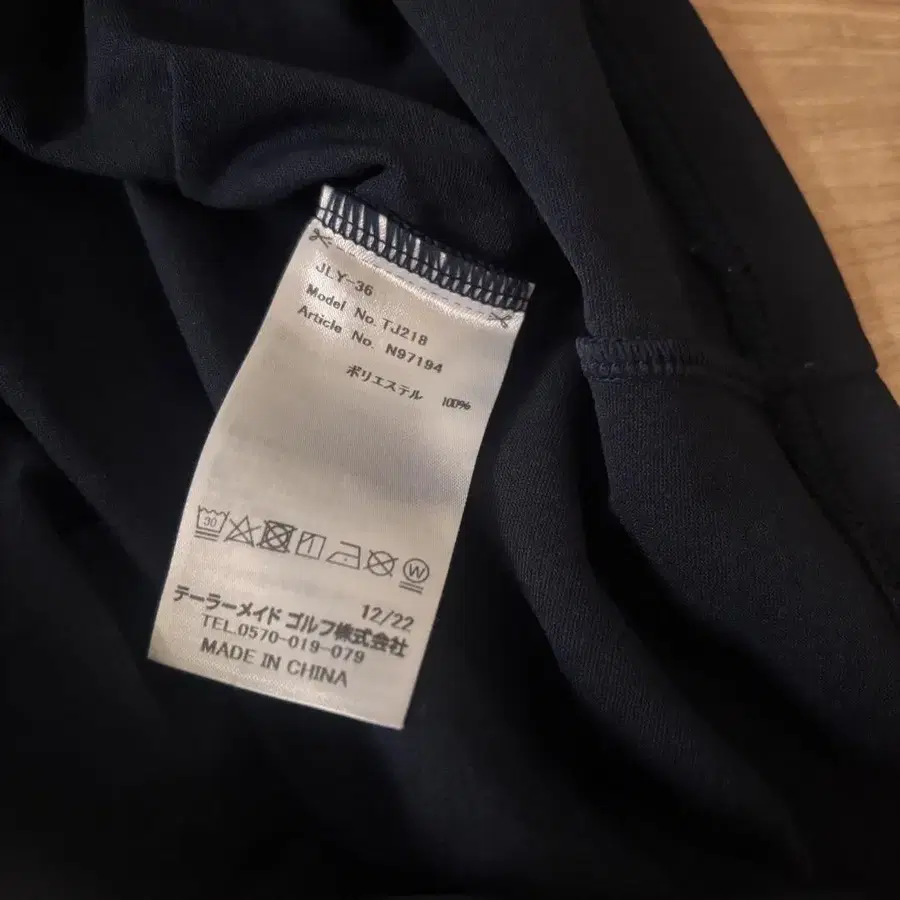 JLY-36
Model No. TJ218
Article No. N97194
ポリエステル 100%
30
W
12/22
テーラーメイド ゴルフ株式会社
TEL.0570-019-079
MADE IN CHINA